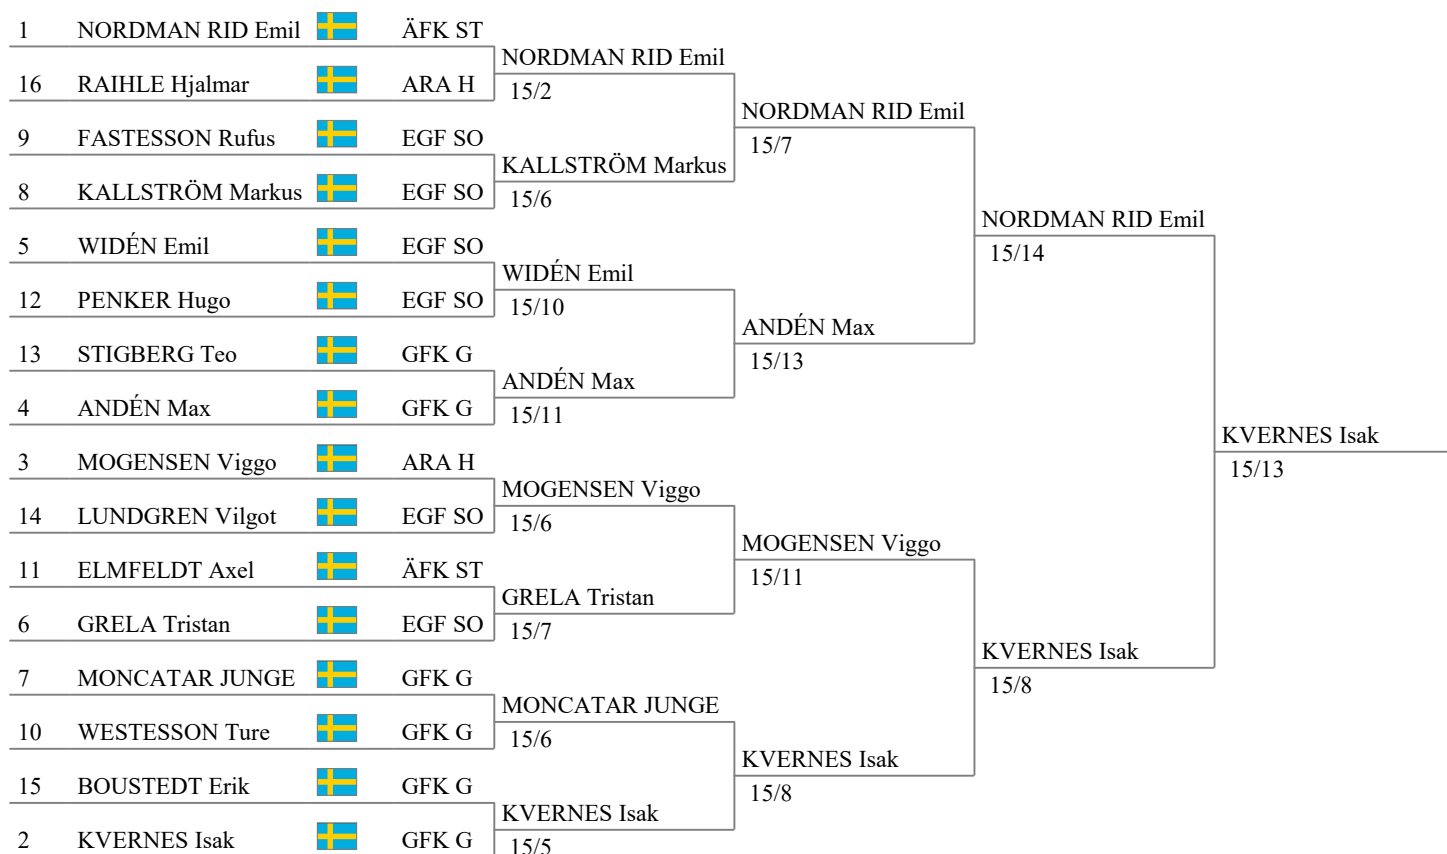 1 NORDMAN RID Emil ÄFK ST
16 RAIHLE Hjalmar ARA H
9 FASTESSON Rufus EGF SO
8 KALLSTRÖM Markus EGF SO
5 WIDÉN Emil EGF SO
12 PENKER Hugo EGF SO
13 STIGBERG Teo GFK G
4 ANDÉN Max GFK G
3 MOGENSEN Viggo ARA H
14 LUNDGREN Vilgot EGF SO
11 ELMFELDT Axel ÄFK ST
6 GRELA Tristan EGF SO
7 MONCATAR JUNGE GFK G
10 WESTESSON Ture GFK G
15 BOUSTEDT Erik GFK G
2 KVERNES Isak GFK G
NORDMAN RID Emil
15/2
KALLSTRÖM Markus
15/6
WIDÉN Emil
15/10
ANDÉN Max
15/11
MOGENSEN Viggo
15/6
GRELA Tristan
15/7
MONCATAR JUNGE
15/6
KVERNES Isak
15/5
NORDMAN RID Emil
15/7
ANDÉN Max
15/13
MOGENSEN Viggo
15/11
KVERNES Isak
15/8
NORDMAN RID Emil
15/14
KVERNES Isak
15/8
KVERNES Isak
15/13